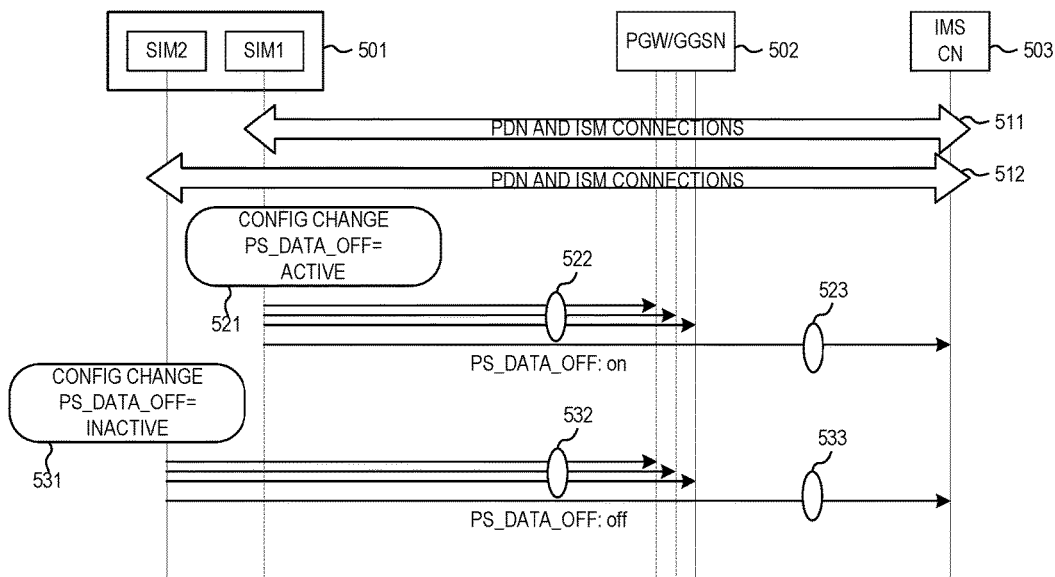 SIM2
SIM1
501
PGW/GGSN
502
IMS
CN
503
PDN AND ISM CONNECTIONS
511
PDN AND ISM CONNECTIONS
512
CONFIG CHANGE
PS_DATA_OFF=
ACTIVE
521
522
523
PS_DATA_OFF: on
CONFIG CHANGE
PS_DATA_OFF=
INACTIVE
531
532
533
PS_DATA_OFF: off